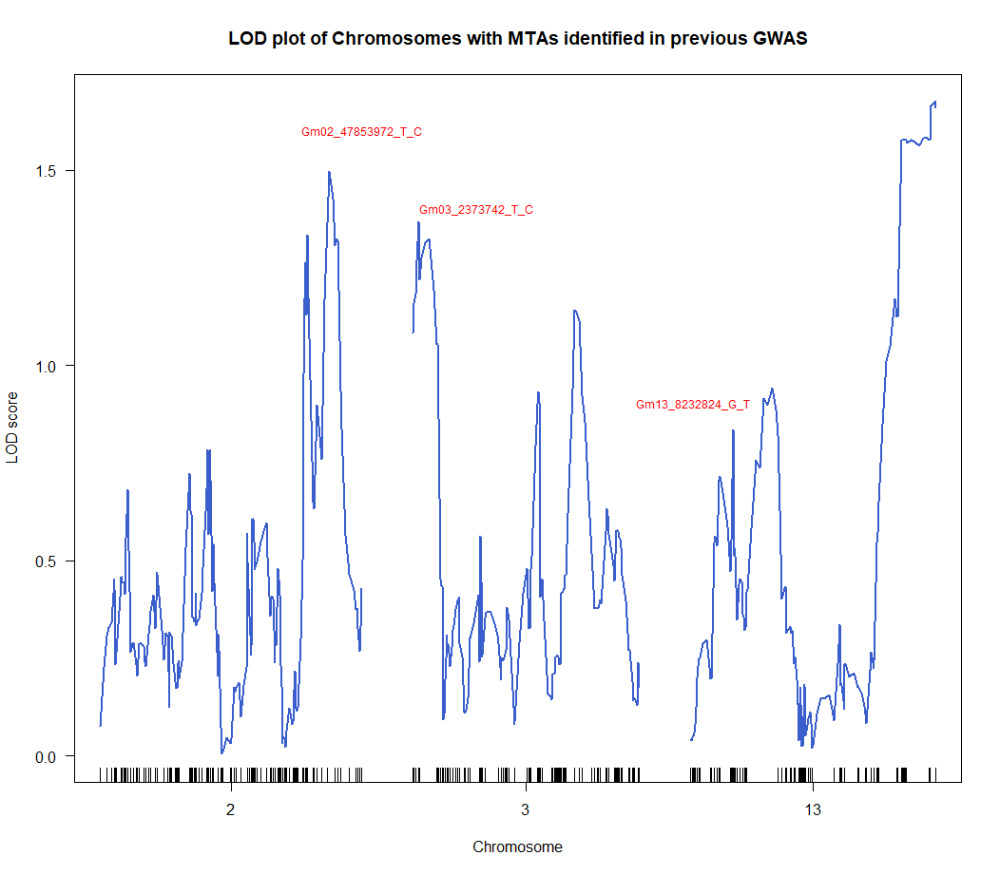 LOD plot of Chromosomes with MTAs identified in previous GWAS
Gm02_47853972_T_C
1.5
Gm03_2373742_T_C
1.0
Gm13_8232824_G_T
LOD score
0.5
0.0
2 3 13
Chromosome